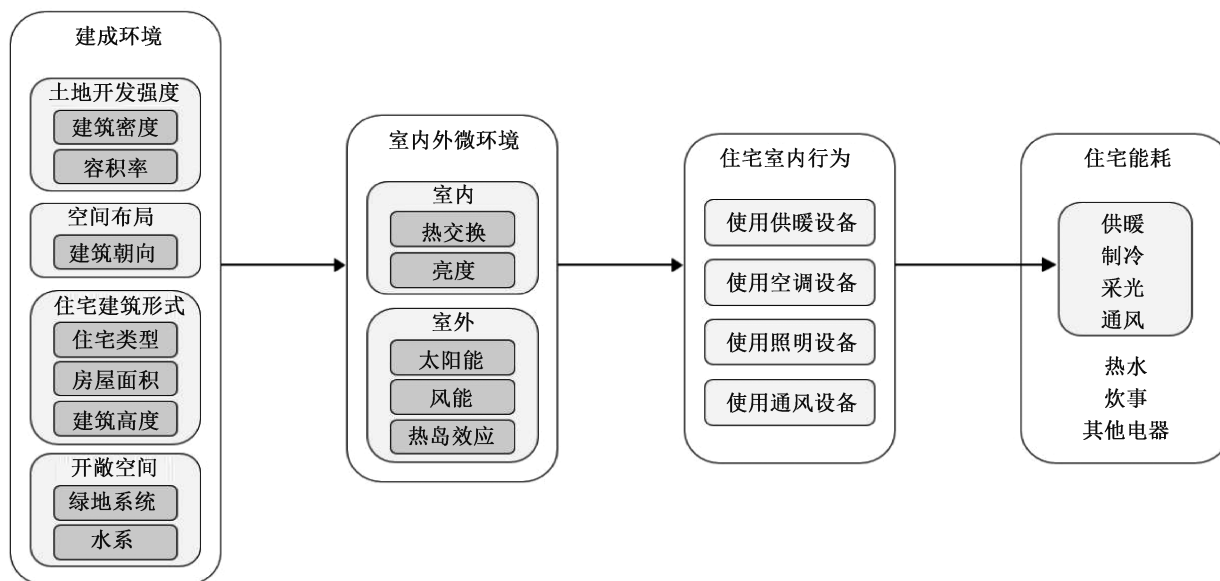 建成环境
土地开发强度
建筑密度
容积率
空间布局
建筑朝向
住宅建筑形式
住宅类型
房屋面积
建筑高度
开敞空间
绿地系统
水系
室内外微环境
室内
热交换
亮度
室外
太阳能
风能
热岛效应
住宅室内行为
使用供暖设备
使用空调设备
使用照明设备
使用通风设备
住宅能耗
供暖
制冷
采光
通风
热水
炊事
其他电器